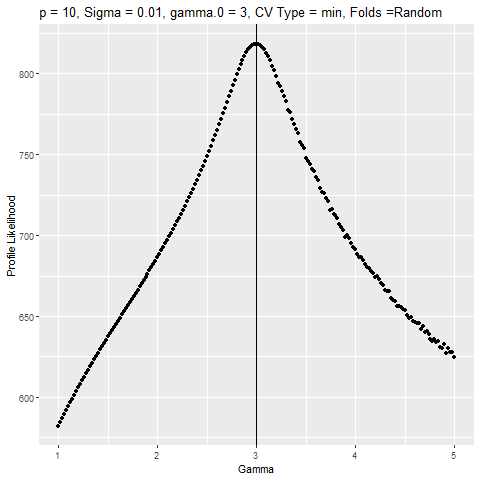 p = 10, Sigma = 0.01, gamma.0 = 3, CV Type = min, Folds =Random
800
750
700
650
600
Profile Likelihood
1 2 3 4 5
Gamma